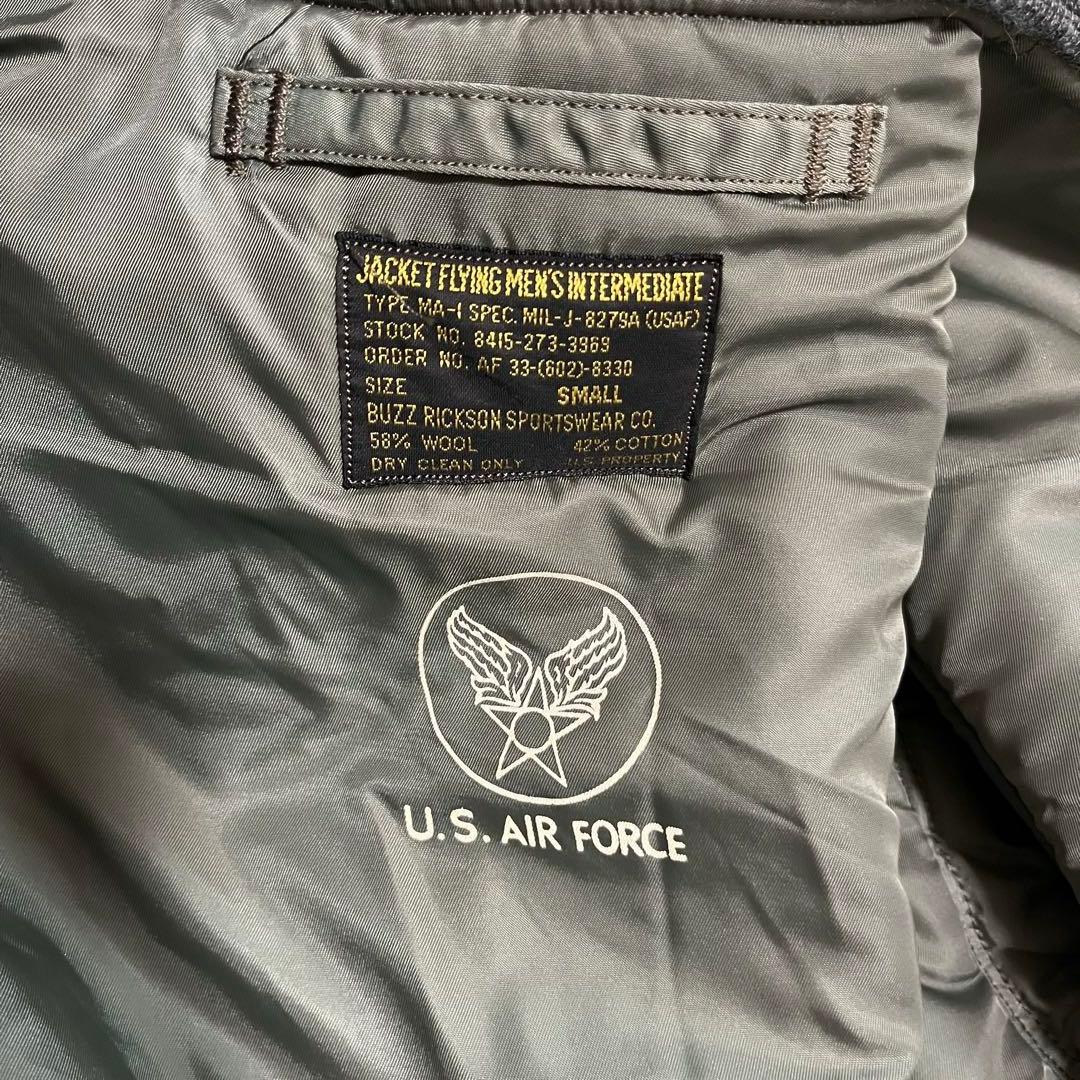 JACKET FLYING MEN'S INTERMEDIATE
TYPE MA-1 SPEC. MIL-J-8279A (USAF)
STOCK NO. 8415-273-3969
ORDER NO. AF 33-(602)-8330
SIZE SMALL
BUZZ RICKSON SPORTSWEAR CO.
58% WOOL 42% COTTON
DRY CLEAN ONLY U.S. PROPERTY
U.S. AIR FORCE